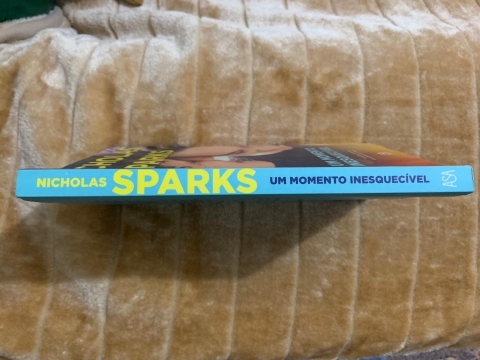 NICHOLAS SPARKS UM MOMENTO INESQUECÍVEL ASA